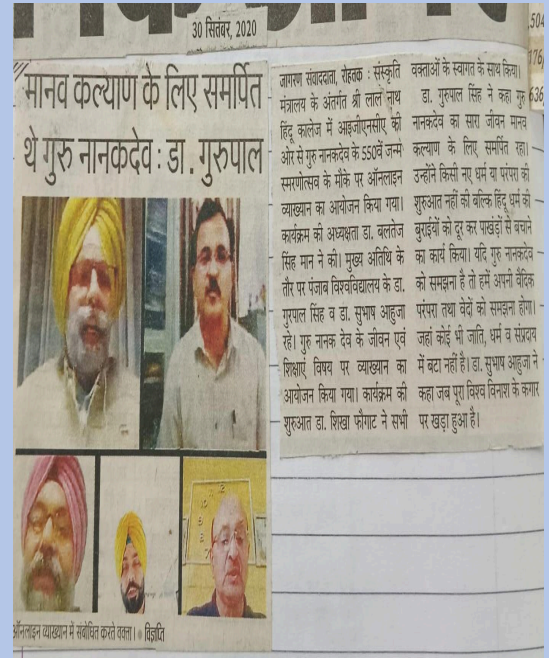 30 सितंबर, 2020
504
176
636
मानव कल्याण के लिए समर्पित
थे गुरु नानकदेव : डा. गुरुपाल
जागरण संवाददाता, रोहतक : संस्कृति
मंत्रालय के अंतर्गत श्री लाल नाथ
हिंदू कालेज में आइजीएनसीए की
ओर से गुरु नानकदेव के 550वें जन्म
स्मरणोत्सव के मौके पर ऑनलाइन
व्याख्यान का आयोजन किया गया।
कार्यक्रम की अध्यक्षता डा. बलतेज
सिंह मान ने की। मुख्य अतिथि के
तौर पर पंजाब विश्वविद्यालय के डा.
गुरपाल सिंह व डा. सुभाष आहुजा
रहे। गुरु नानक देव के जीवन एवं
शिक्षाएं विषय पर व्याख्यान का
आयोजन किया गया। कार्यक्रम की
शुरुआत डा. शिखा फौगाट ने सभी
वक्ताओं के स्वागत के साथ किया।
डा. गुरुपाल सिंह ने कहा गुरु
नानकदेव का सारा जीवन मानव
कल्याण के लिए समर्पित रहा।
उन्होंने किसी नए धर्म या परंपरा की
शुरुआत नहीं की बल्कि हिंदू धर्म की
बुराईयों को दूर कर पाखंड़ों से बचाने
का कार्य किया। यदि गुरु नानकदेव
को समझना है तो हमें अपनी वैदिक
परंपरा तथा वेदों को समझना होगा।
जहां कोई भी जाति, धर्म व संप्रदाय
में बटा नहीं है। डा. सुभाष आहुजा ने
कहा जब पूरा विश्व विनाश के कगार
पर खड़ा हुआ है।
ऑनलाइन व्याख्यान में संबोधित करते वक्ता। ● विज्ञप्ति